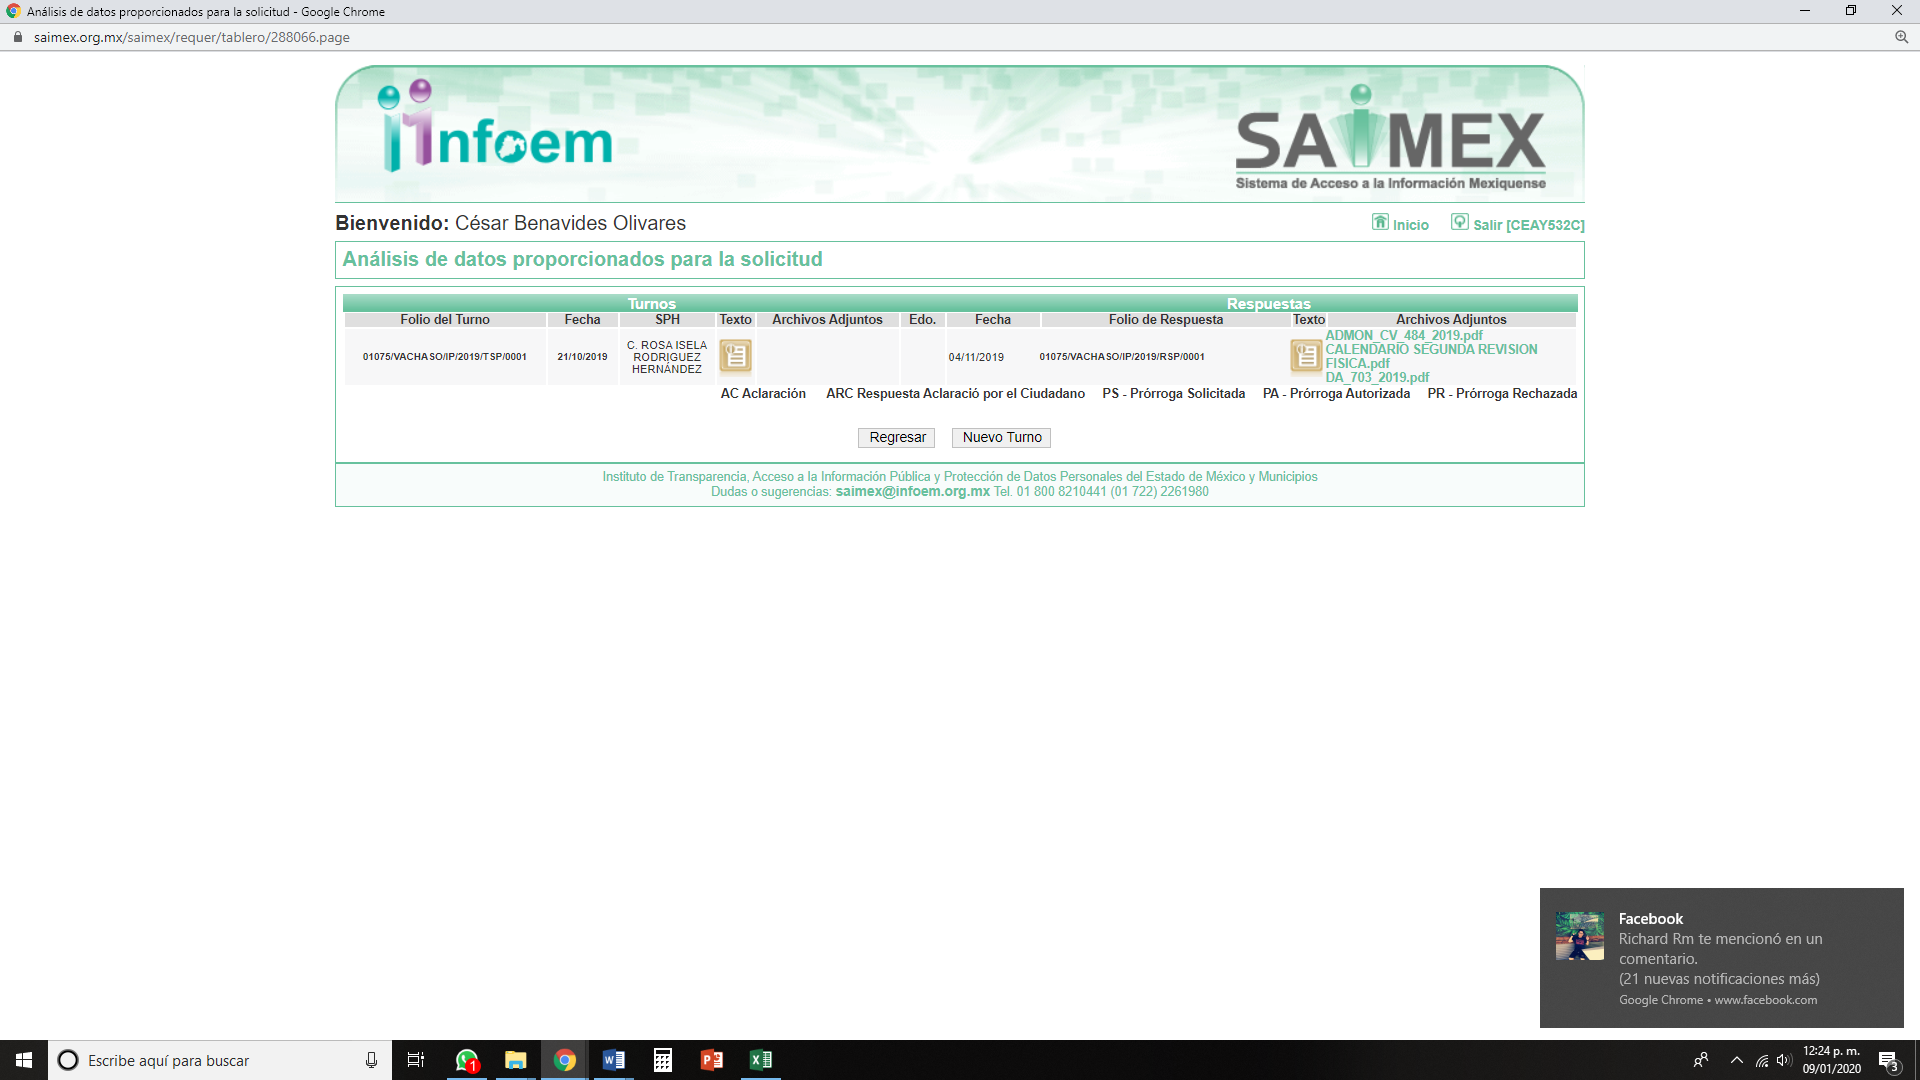 Análisis de datos proporcionados para la solicitud - Google Chrome
saimex.org.mx/saimex/requer/tablero/288066.page
infoem
SAiMEX
Sistema de Acceso a la Información Mexiquense
Bienvenido: César Benavides Olivares
Inicio
Salir [CEAY532C]
Análisis de datos proporcionados para la solicitud
Turnos
Respuestas
Folio del Turno
Fecha
SPH
Texto
Archivos Adjuntos
Edo.
Fecha
Folio de Respuesta
Texto
Archivos Adjuntos
01075/VACHASO/IP/2019/TSP/0001
21/10/2019
C. ROSA ISELA
RODRIGUEZ
HERNÁNDEZ
04/11/2019
01075/VACHASO/IP/2019/RSP/0001
ADMON_CV_484_2019.pdf
CALENDARIO SEGUNDA REVISION
FISICA.pdf
DA_703_2019.pdf
AC Aclaración
ARC Respuesta Aclaració por el Ciudadano
PS - Prórroga Solicitada
PA - Prórroga Autorizada
PR - Prórroga Rechazada
Regresar
Nuevo Turno
Instituto de Transparencia, Acceso a la Información Pública y Protección de Datos Personales del Estado de México y Municipios
Dudas o sugerencias: saimex@infoem.org.mx Tel. 01 800 8210441 (01 722) 2261980
Facebook
Richard Rm te mencionó en un
comentario.
(21 nuevas notificaciones más)
Google Chrome • www.facebook.com
Escribe aquí para buscar
1
12:24 p. m.
09/01/2020
3